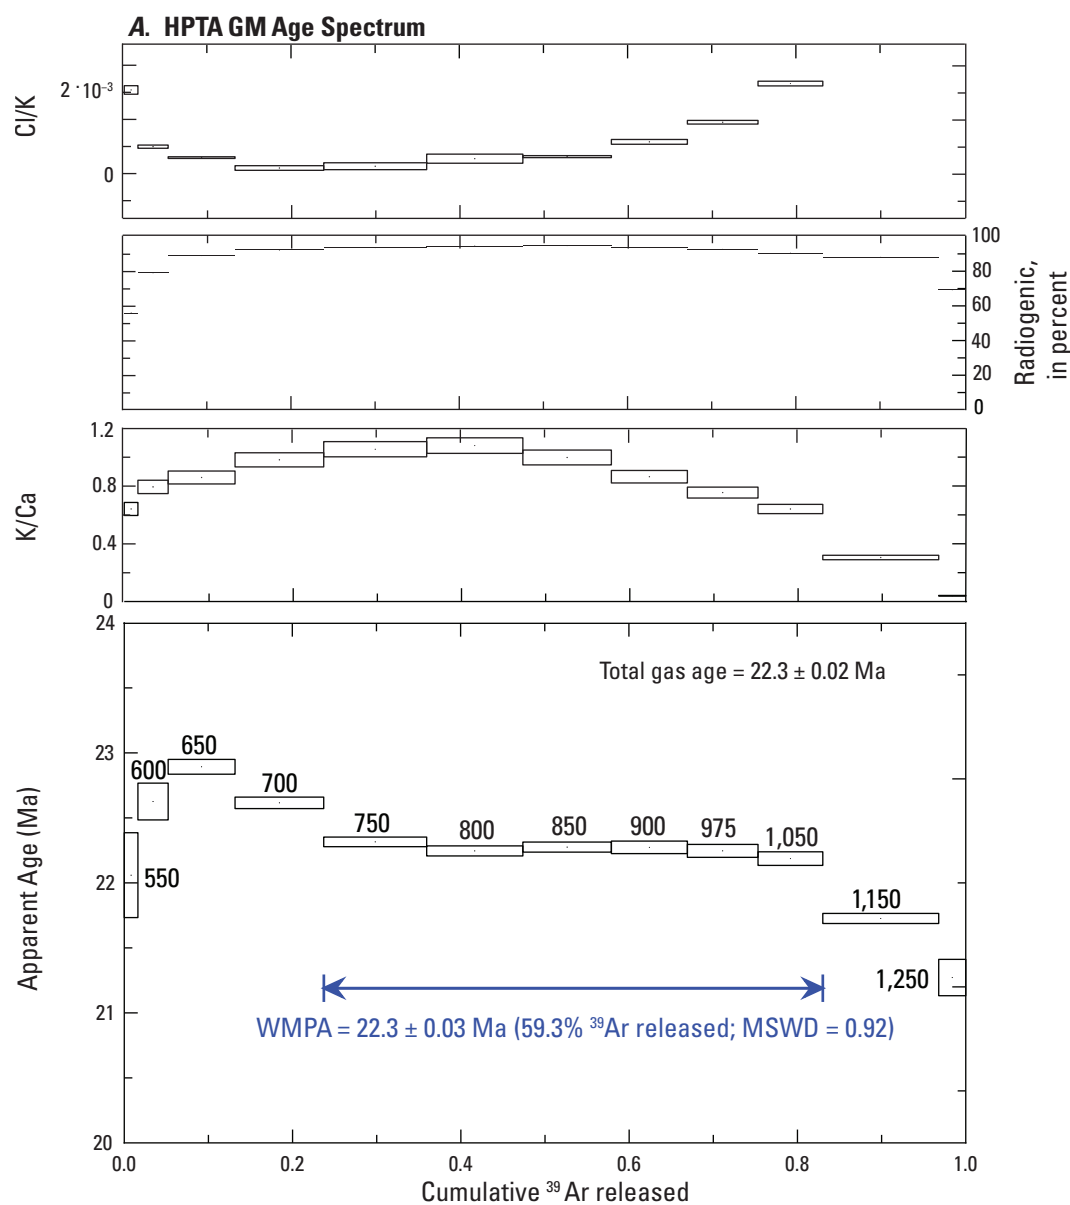 A. HPTA GM Age Spectrum
Cl/K
2 · 10⁻³
0
Radiogenic,
in percent
100
80
60
40
20
0
K/Ca
1.2
0.8
0.4
0
Apparent Age (Ma)
24
23
22
21
20
Total gas age = 22.3 ± 0.02 Ma
550
600
650
700
750
800
850
900
975
1,050
1,150
1,250
WMPA = 22.3 ± 0.03 Ma (59.3% ³⁹Ar released; MSWD = 0.92)
0.0 0.2 0.4 0.6 0.8 1.0
Cumulative ³⁹Ar released